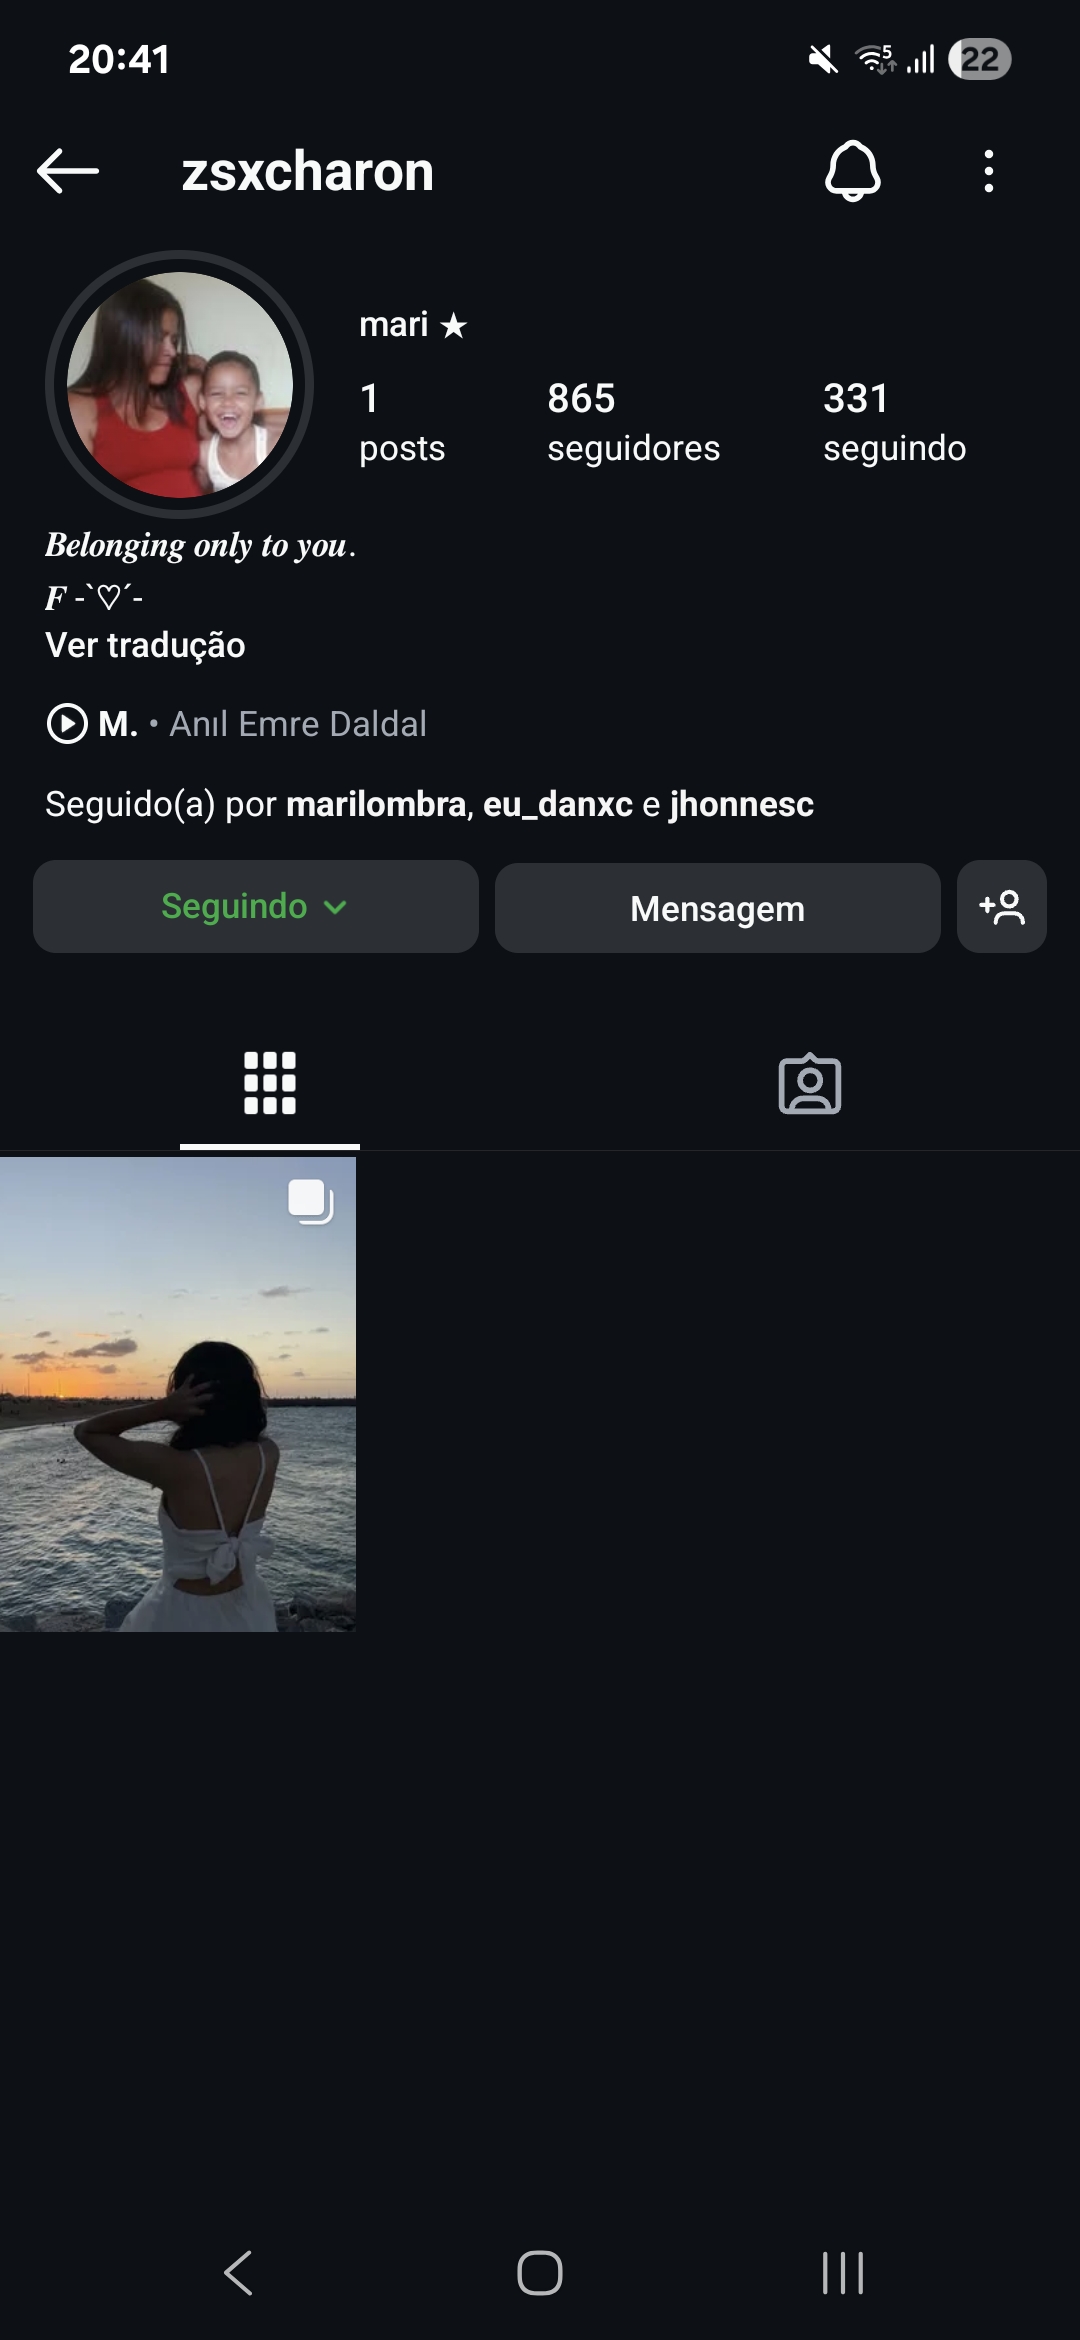 20:41
5
22
zsxcharon
mari ★
1
865
331
posts
seguidores
seguindo
Belonging only to you.
F -`♡´-
Ver tradução
M. • Anıl Emre Daldal
Seguido(a) por marilombra, eu_danxc e jhonnesc
Seguindo
Mensagem